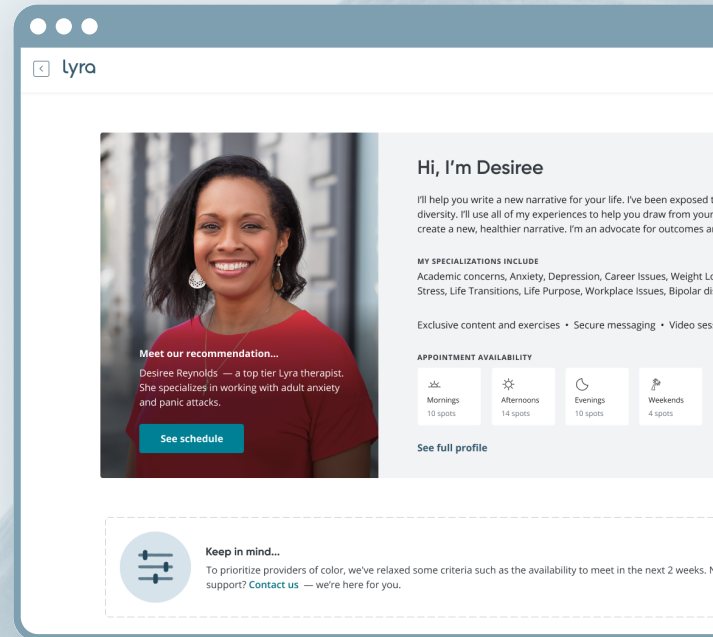 lyra
Hi, I'm Desiree
I'll help you write a new narrative for your life. I've been exposed
diversity. I'll use all of my experiences to help you draw from your
create a new, healthier narrative. I'm an advocate for outcomes
MY SPECIALIZATIONS INCLUDE
Academic concerns, Anxiety, Depression, Career Issues, Weight
Stress, Life Transitions, Life Purpose, Workplace Issues, Bipolar
Exclusive content and exercises • Secure messaging • Video
Meet our recommendation...
Desiree Reynolds — a top tier Lyra therapist.
She specializes in working with adult anxiety
and panic attacks.
See schedule
APPOINTMENT AVAILABILITY
Mornings
10 spots
Afternoons
14 spots
Evenings
10 spots
Weekends
4 spots
See full profile
Keep in mind...
To prioritize providers of color, we've relaxed some criteria such as the availability to meet in the next 2 weeks.
support? Contact us — we're here for you.